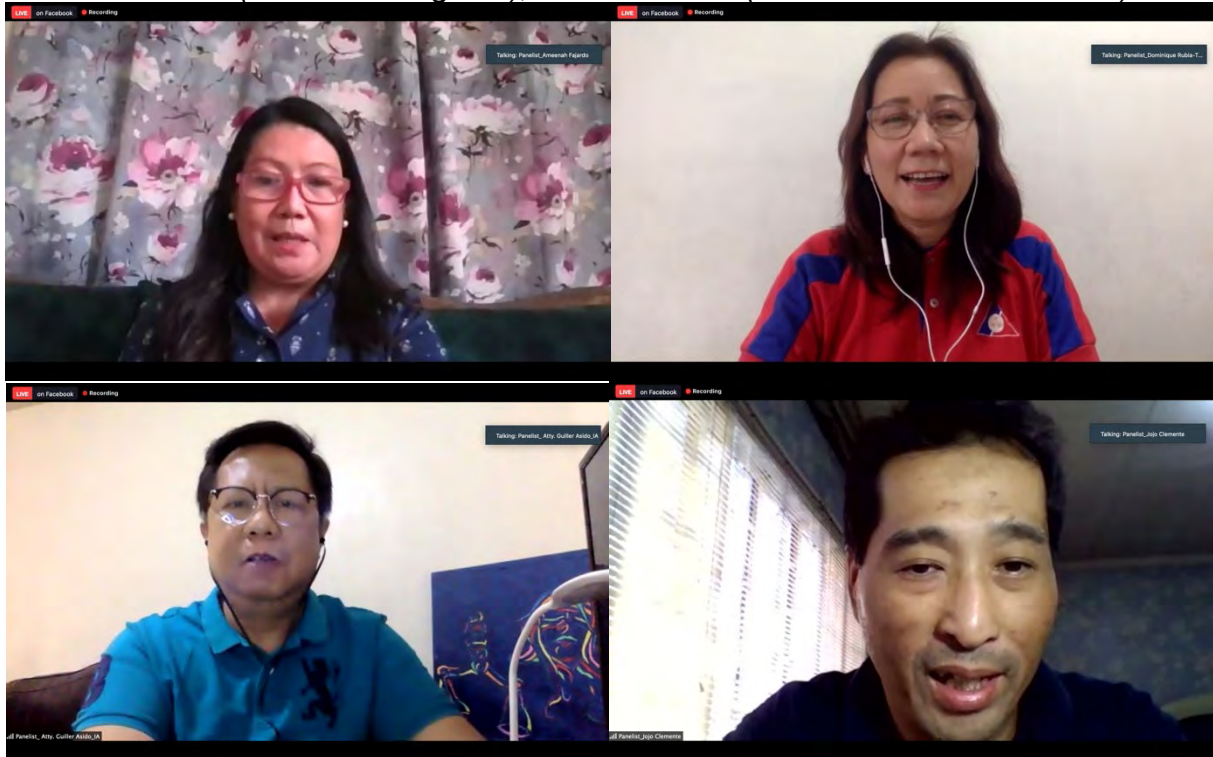 LIVE on Facebook Recording
Talking: Panelist_Ameenah Fajardo
LIVE on Facebook Recording
Talking: Panelist_Dominique Rubia-T...
LIVE on Facebook Recording
Talking: Panelist_ Atty. Guiller Asido_IA
Panelist_ Atty. Guiller Asido_IA
LIVE on Facebook Recording
Talking: Panelist_Jojo Clemente
Panelist_Jojo Clemente